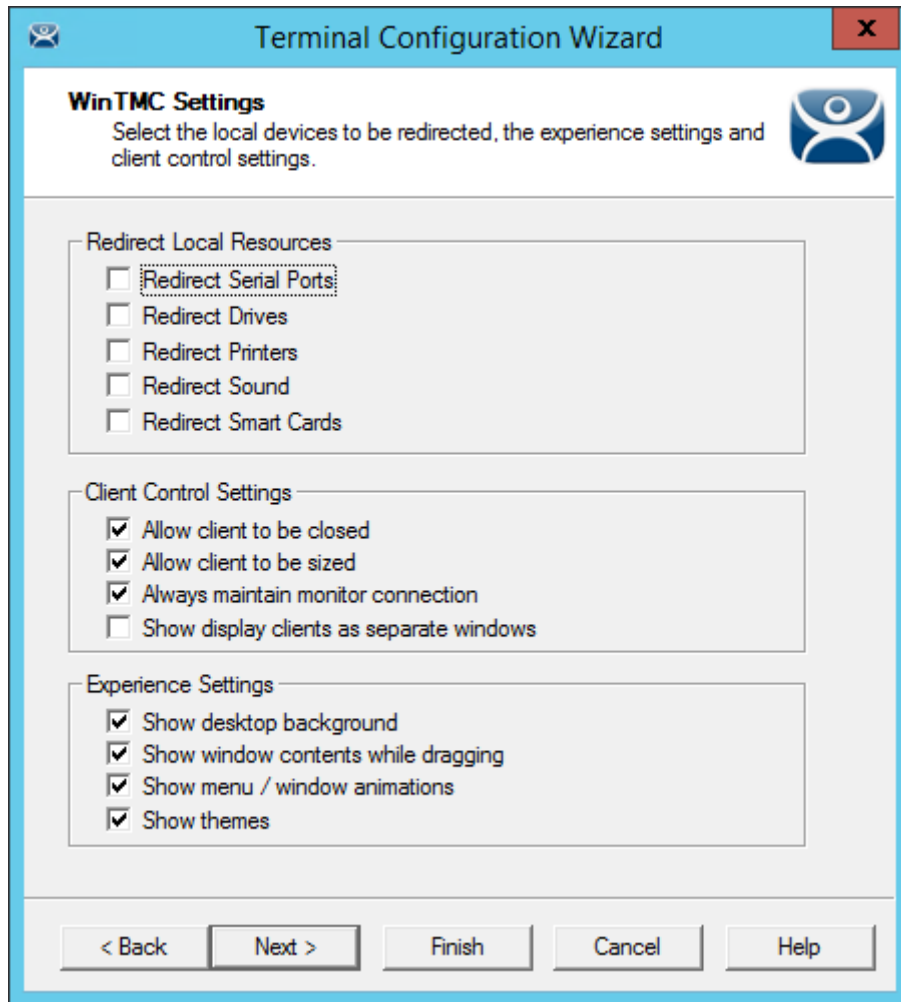 Terminal Configuration Wizard
x
WinTMC Settings
Select the local devices to be redirected, the experience settings and
client control settings.
Redirect Local Resources
Redirect Serial Ports
Redirect Drives
Redirect Printers
Redirect Sound
Redirect Smart Cards
Client Control Settings
Allow client to be closed
Allow client to be sized
Always maintain monitor connection
Show display clients as separate windows
Experience Settings
Show desktop background
Show window contents while dragging
Show menu / window animations
Show themes
< Back Next > Finish Cancel Help